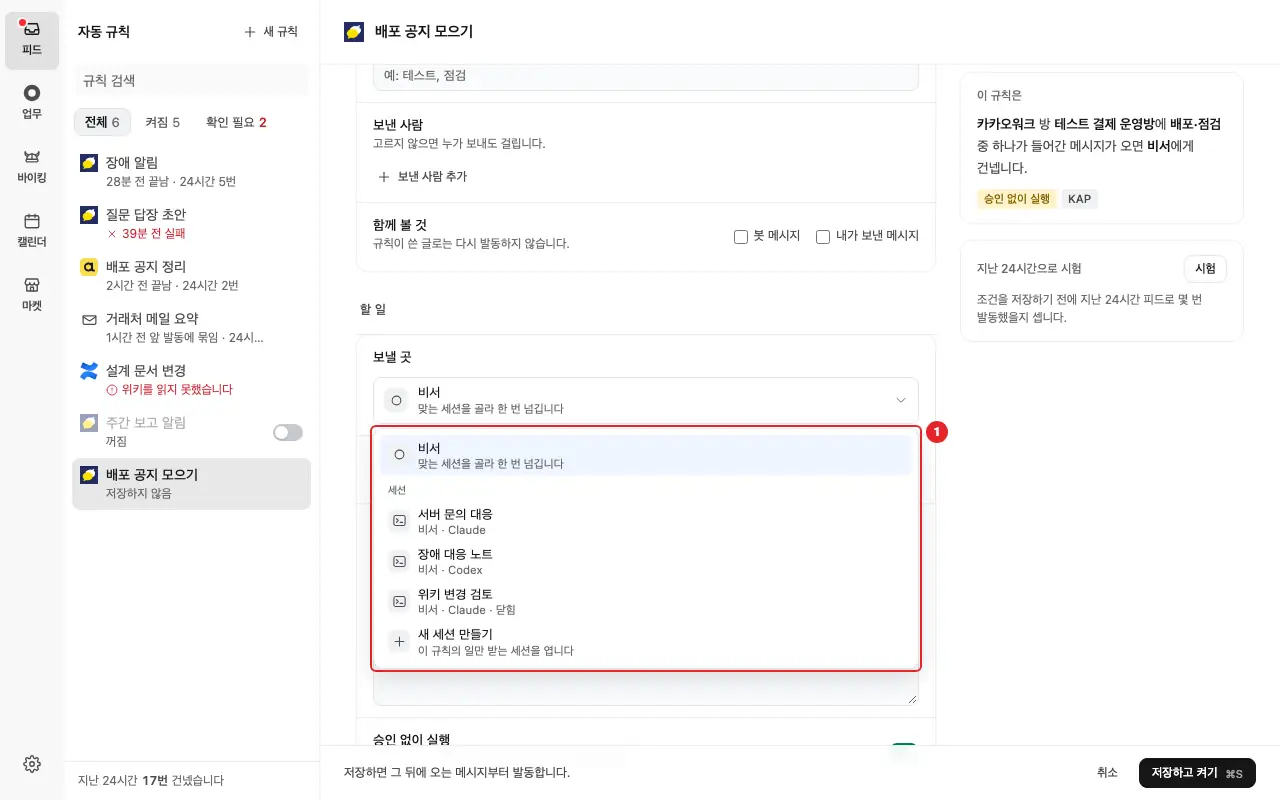 피드
업무
바이킹
캘린더
마켓
자동 규칙
+ 새 규칙
규칙 검색
전체 6
켜짐 5
확인 필요 2
장애 알림
28분 전 끝남 · 24시간 5번
질문 답장 초안
× 39분 전 실패
배포 공지 정리
2시간 전 끝남 · 24시간 2번
거래처 메일 요약
1시간 전 앞 발동에 묶임 · 24시...
설계 문서 변경
위키를 읽지 못했습니다
주간 보고 알림
꺼짐
배포 공지 모으기
저장하지 않음
지난 24시간 17번 건넸습니다
배포 공지 모으기
예: 테스트, 점검
보낸 사람
고르지 않으면 누가 보내도 걸립니다.
+ 보낸 사람 추가
함께 볼 것
규칙이 쓴 글로는 다시 발동하지 않습니다.
봇 메시지
내가 보낸 메시지
할 일
보낼 곳
비서
맞는 세션을 골라 한 번 넘깁니다
1
비서
맞는 세션을 골라 한 번 넘깁니다
세션
서버 문의 대응
비서 · Claude
장애 대응 노트
비서 · Codex
위키 변경 검토
비서 · Claude · 닫힘
새 세션 만들기
이 규칙의 일만 받는 세션을 엽니다
승인 없이 실행
저장하면 그 뒤에 오는 메시지부터 발동합니다.
취소
저장하고 켜기 ⌘S
이 규칙은
카카오워크 방 테스트 결제 운영방에 배포·점검
중 하나가 들어간 메시지가 오면 비서에게
건넵니다.
승인 없이 실행
KAP
지난 24시간으로 시험
시험
조건을 저장하기 전에 지난 24시간 피드로 몇 번
발동했을지 셉니다.